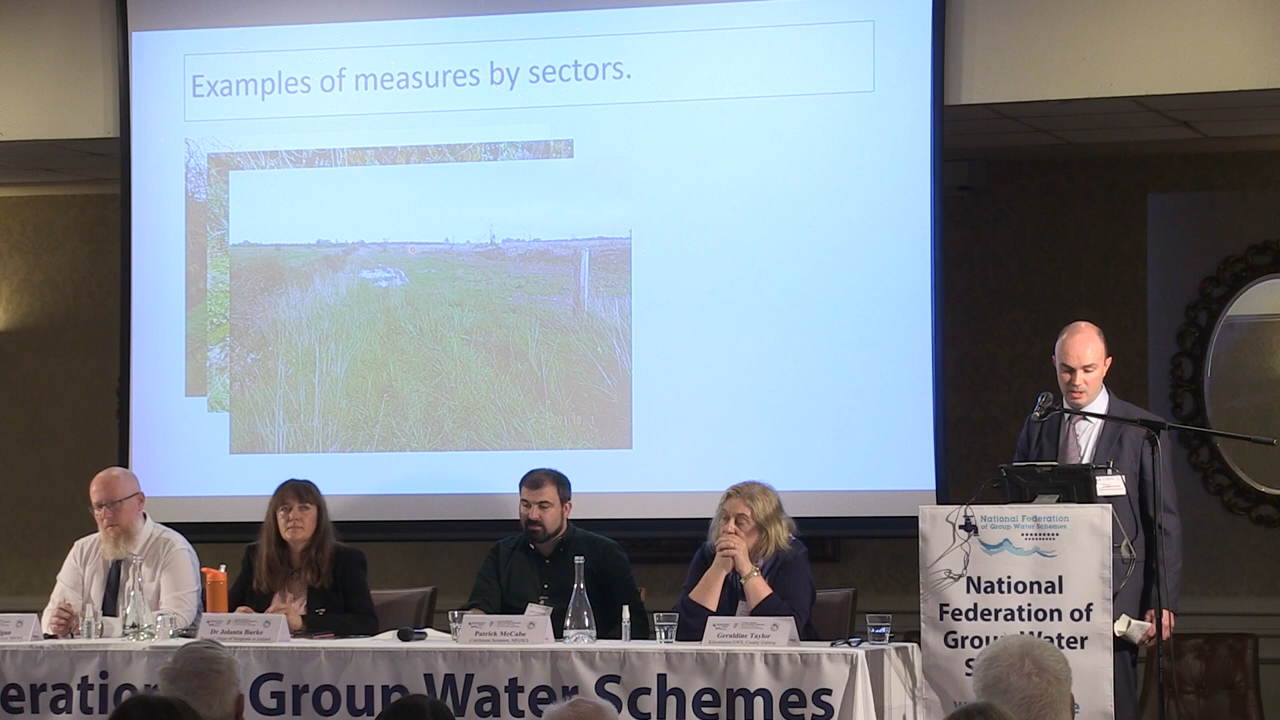 Examples of measures by sectors.
National Federation
of Group Water Schemes
National
Federation of
Group Water
Dr Jolanta Burke
Patrick McCabe
Geraldine Taylor
eration Group Water Schemes